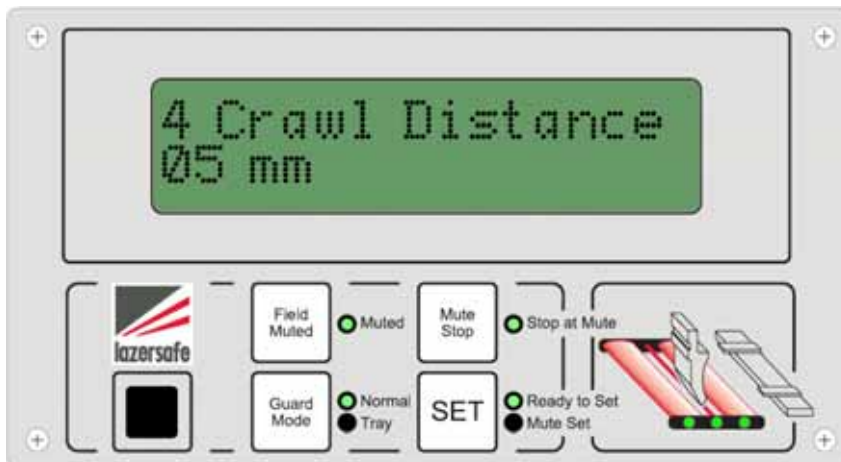 4 Crawl Distance
05 mm
lazersafe
Field
Muted
Muted
Mute
Stop
Stop at Mute
Guard
Mode
Normal
Tray
SET
Ready to Set
Mute Set